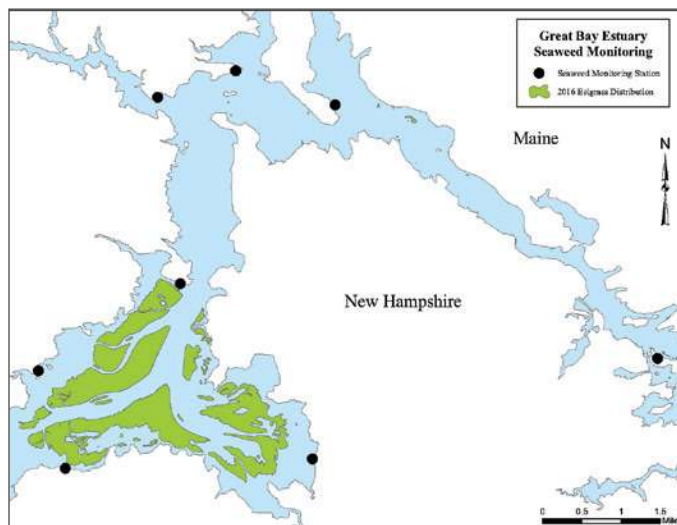 Great Bay Estuary
Seaweed Monitoring
Seaweed Monitoring Station
2016 Eelgrass Distribution
Maine
N
New Hampshire
0 0.5 1 1.5
Miles